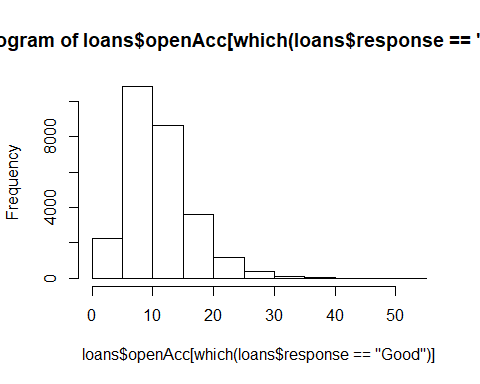 ogram of loans$openAcc[which(loans$response == "
Frequency
0 4000 8000
0 10 20 30 40 50
loans$openAcc[which(loans$response == "Good")]